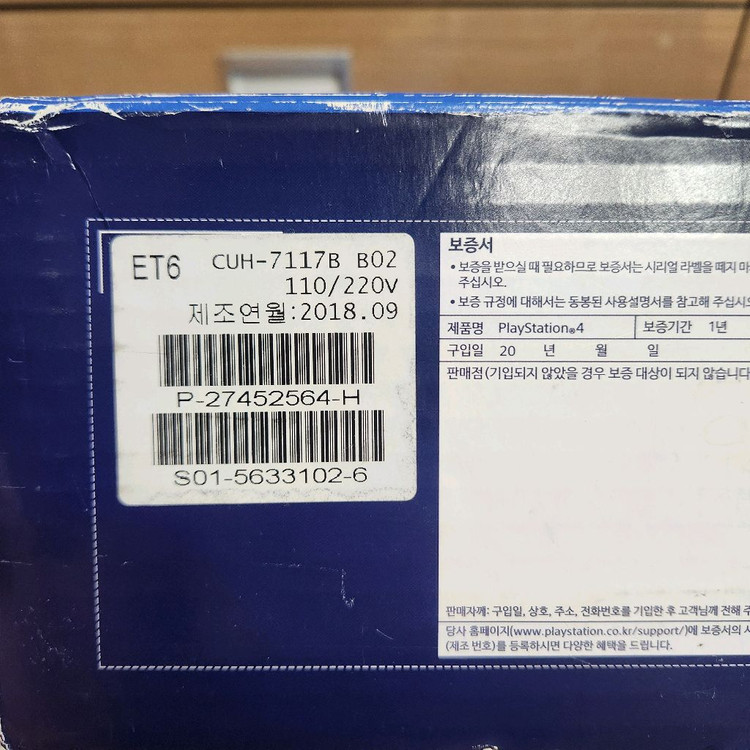 ET6
CUH-7117B B02
110/220V
제조연월:2018.09
P-27452564-H
S01-5633102-6
보증서
• 보증을 받으실 때 필요하므로 보증서는 시리얼 라벨을 떼지
주십시오.
• 보증 규정에 대해서는 동봉된 사용설명서를 참고해 주십시오
제품명 PlayStation®4 보증기간 1년
구입일 20 년 월 일
판매점(기입되지 않았을 경우 보증 대상이 되지 않습니다
판매자께: 구입일, 상호, 주소, 전화번호를 기입한 후 고객님께 전해
당사 홈페이지(www.playstation.co.kr/support/)에 보증서의
(제조 번호)를 등록하시면 다양한 혜택을 드립니다.